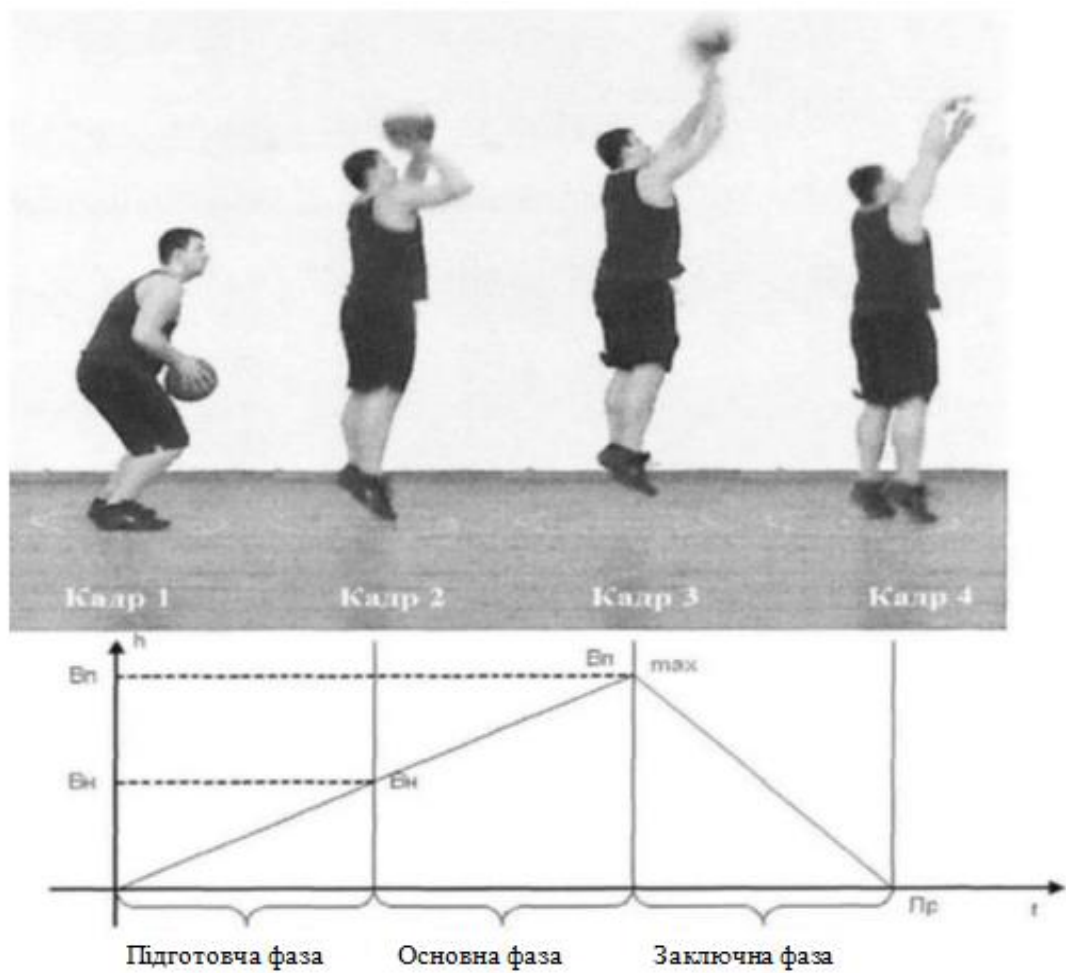 Кадр 1 Кадр 2 Кадр 3 Кадр 4
h
Вп Вп max
Вн Вн
Пр t
Підготовча фаза Основна фаза Заключна фаза